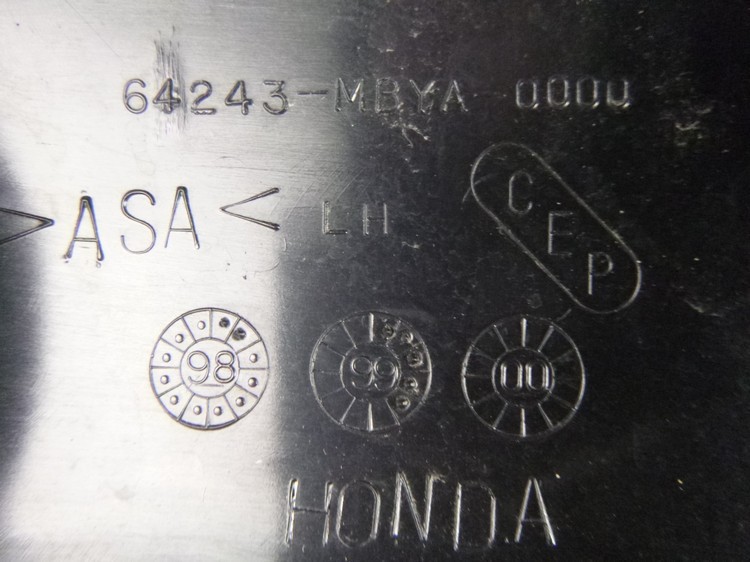 64243-MBYA 0000
>ASA< LH
CEP
98 99 00
HONDA